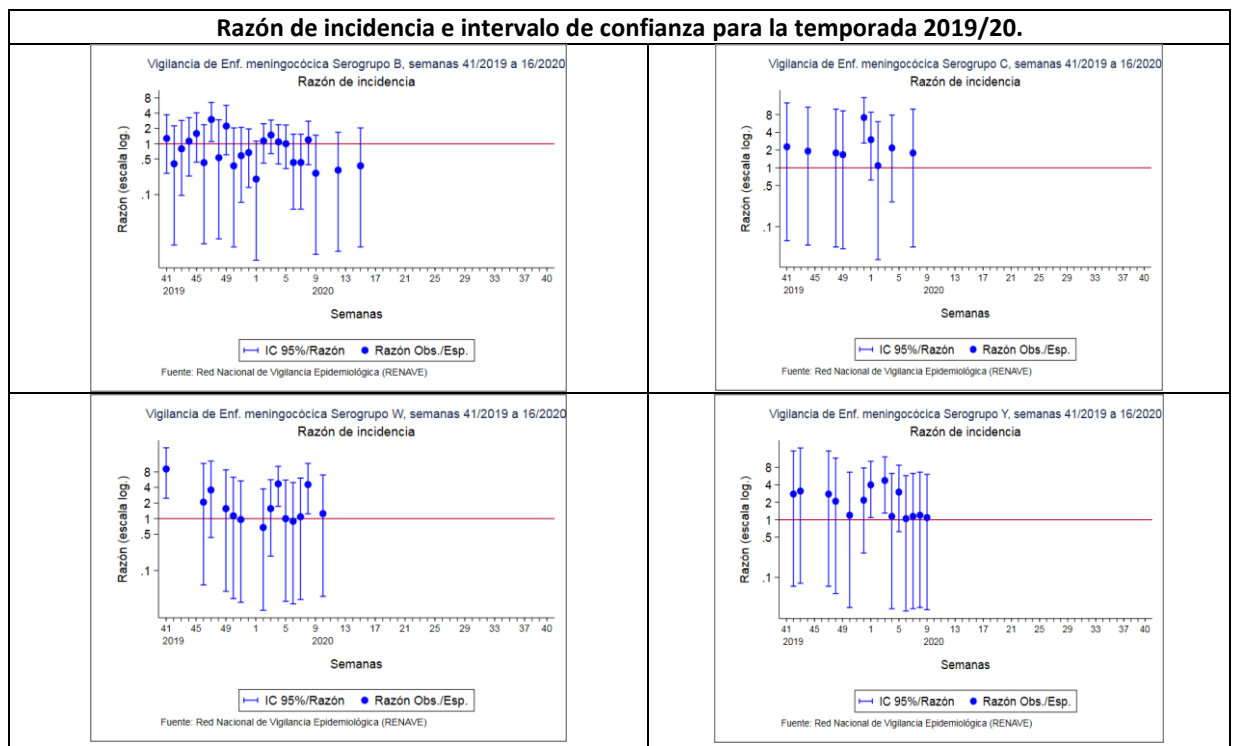 Razón de incidencia e intervalo de confianza para la temporada 2019/20.
Vigilancia de Enf. meningocócica Serogrupo B, semanas 41/2019 a 16/2020
Razón de incidencia
Razón (escala log.)
8
4
2
1
.5
.1
41 45 49 1 5 9 13 17 21 25 29 33 37 40
2019 2020
Semanas
IC 95%/Razón Razón Obs./Esp.
Fuente: Red Nacional de Vigilancia Epidemiológica (RENAVE)
Vigilancia de Enf. meningocócica Serogrupo C, semanas 41/2019 a 16/2020
Razón de incidencia
Razón (escala log.)
8
4
2
1
.5
.1
41 45 49 1 5 9 13 17 21 25 29 33 37 40
2019 2020
Semanas
IC 95%/Razón Razón Obs./Esp.
Fuente: Red Nacional de Vigilancia Epidemiológica (RENAVE)
Vigilancia de Enf. meningocócica Serogrupo W, semanas 41/2019 a 16/2020
Razón de incidencia
Razón (escala log.)
8
4
2
1
.5
.1
41 45 49 1 5 9 13 17 21 25 29 33 37 40
2019 2020
Semanas
IC 95%/Razón Razón Obs./Esp.
Fuente: Red Nacional de Vigilancia Epidemiológica (RENAVE)
Vigilancia de Enf. meningocócica Serogrupo Y, semanas 41/2019 a 16/2020
Razón de incidencia
Razón (escala log.)
8
4
2
1
.5
.1
41 45 49 1 5 9 13 17 21 25 29 33 37 40
2019 2020
Semanas
IC 95%/Razón Razón Obs./Esp.
Fuente: Red Nacional de Vigilancia Epidemiológica (RENAVE)